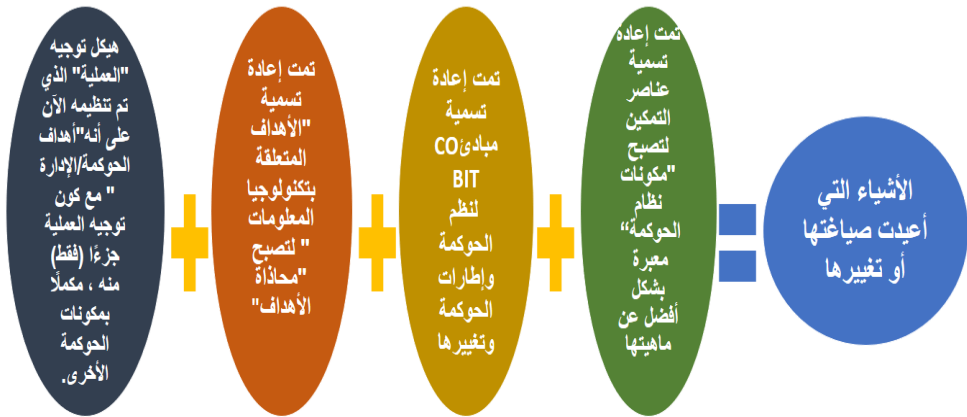 الأشياء التي
أعيدت صياغتها
أو تغييرها
تمت إعادة
تسمية
عناصر
التمكين
لتصبح
"مكونات
نظام
الحوكمة“
معبرة
بشكل
أفضل عن
ماهيتها
تمت إعادة
تسمية
مبادئCO
BIT
لنظم
الحوكمة
وإطارات
الحوكمة
وتغييرها
تمت إعادة
تسمية
"الأهداف
المتعلقة
بتكنولوجيا
المعلومات
" لتصبح
"محاذاة
الأهداف"
هيكل توجيه
"العملية" الذي
تم تنظيمه الآن
على أنه"أهداف
الحوكمة/الإدارة
" مع كون
توجيه العملية
جزءًا (فقط)
منه ، مكملًا
بمكونات
الحوكمة
الأخرى.